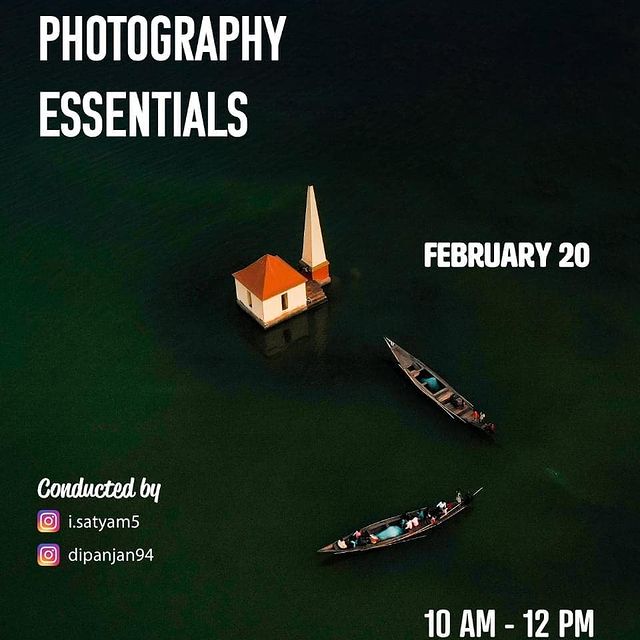 PHOTOGRAPHY
ESSENTIALS
FEBRUARY 20
Conducted by
i.satyam5
dipanjan94
10 AM - 12 PM